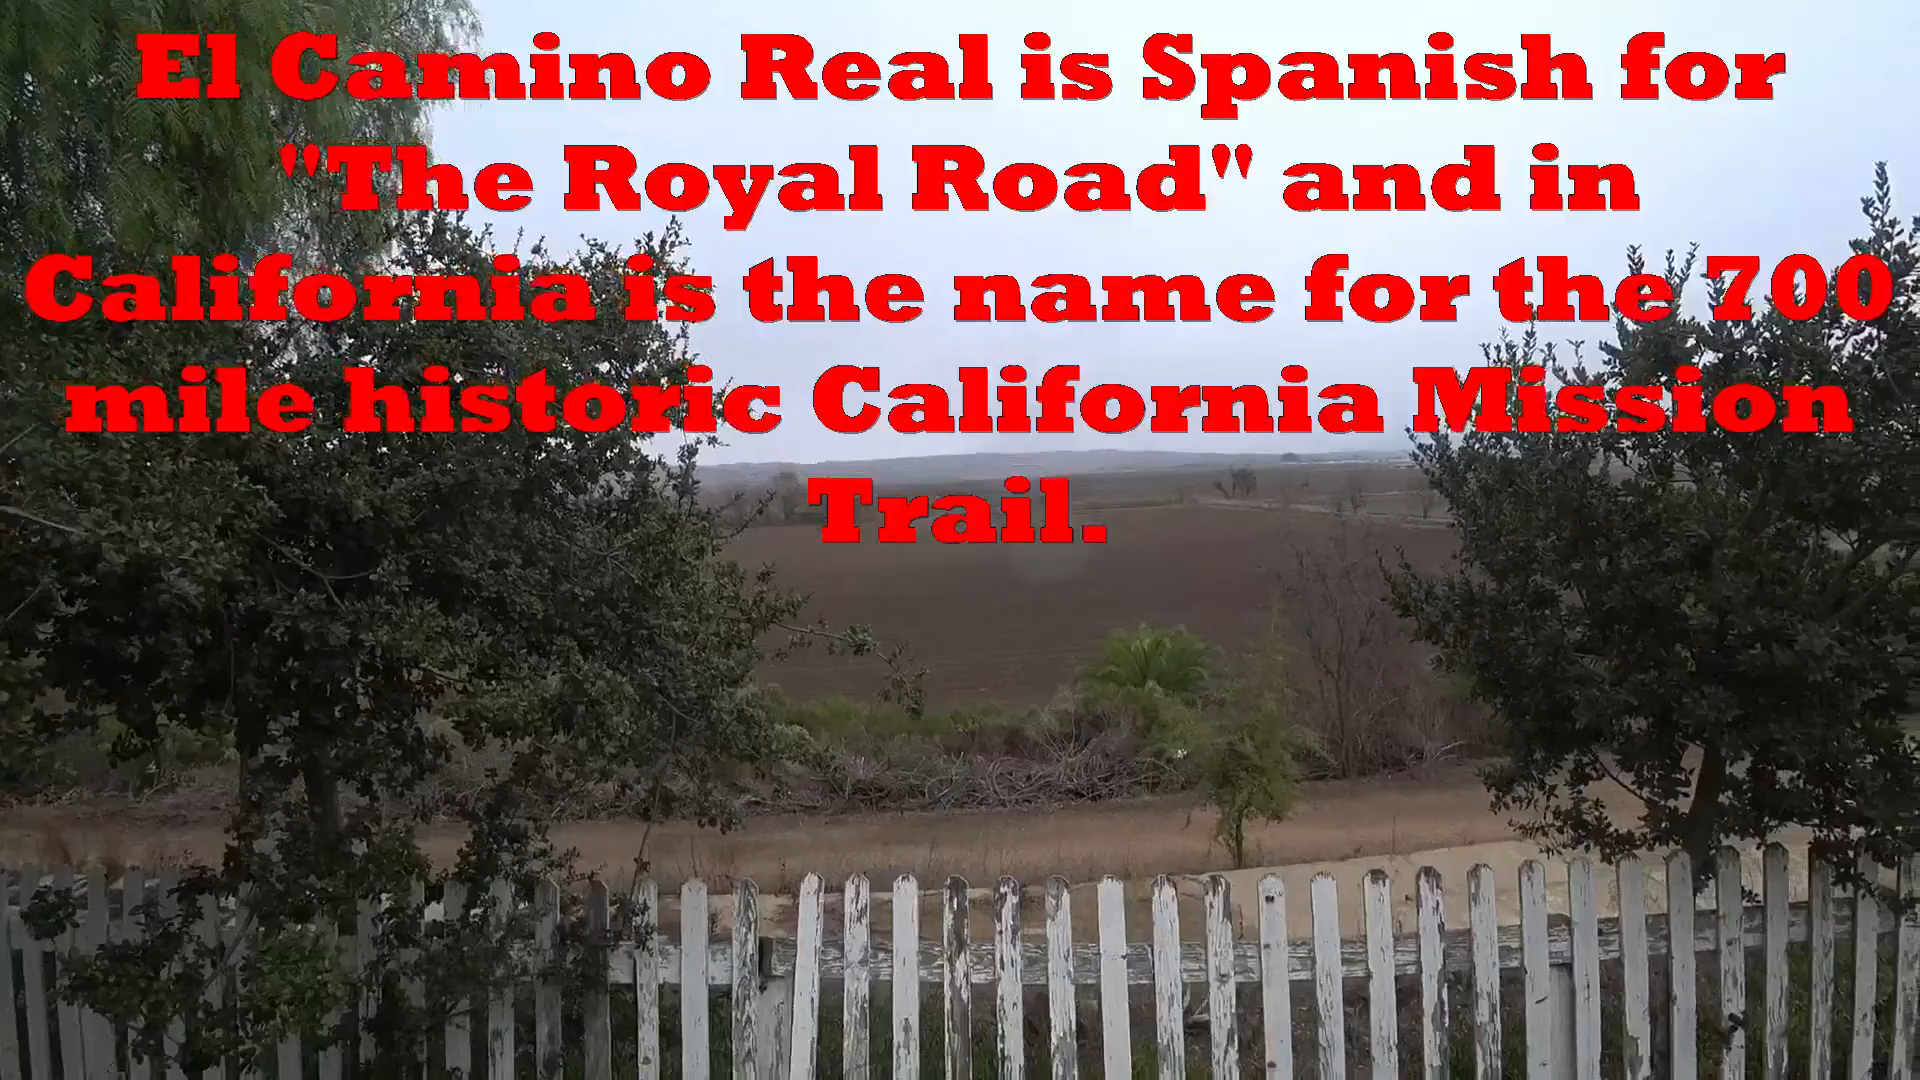 El Camino Real is Spanish for
"The Royal Road" and in
California is the name for the 700
mile historic California Mission
Trail.